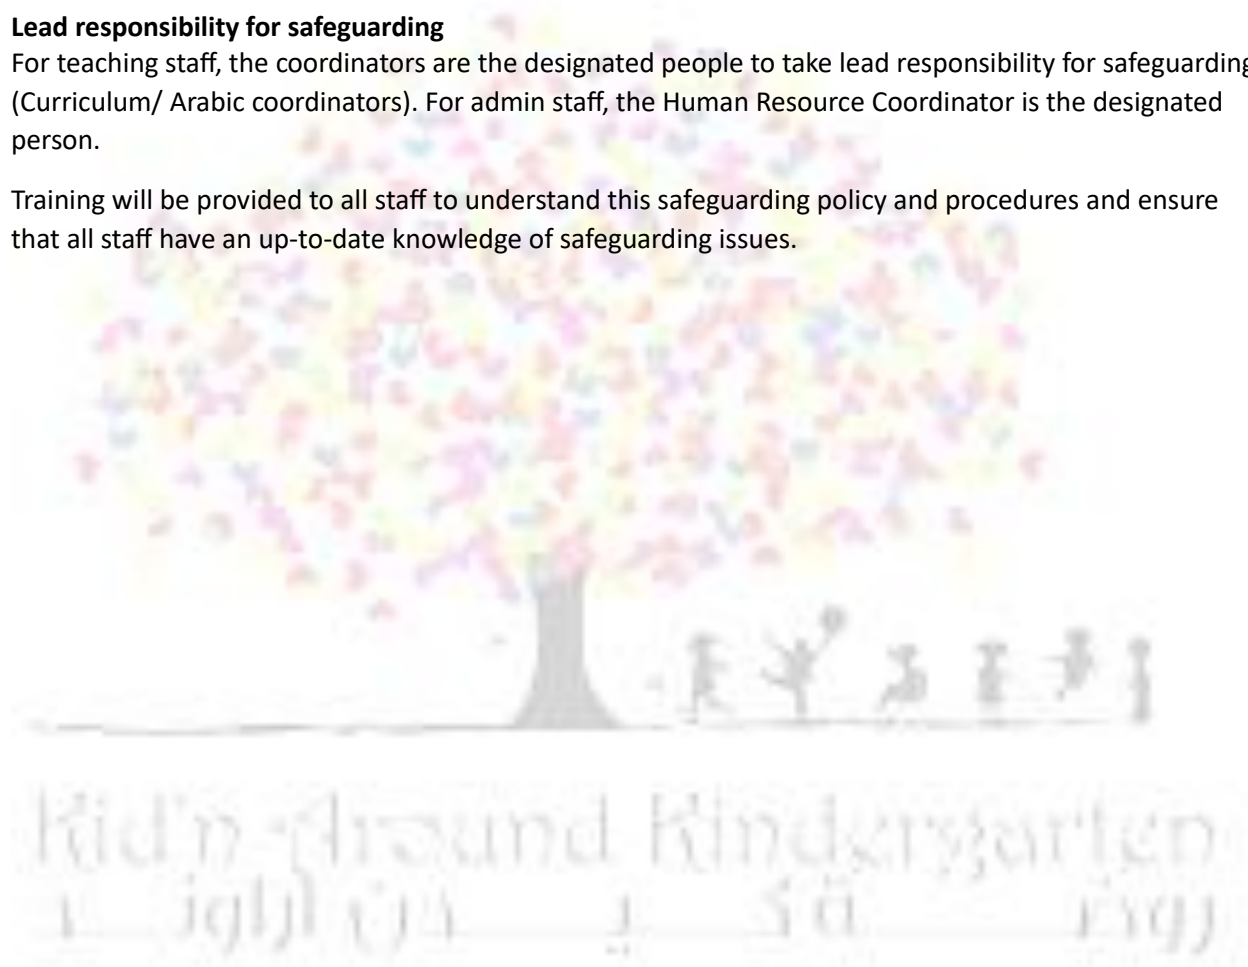 Lead responsibility for safeguarding
For teaching staff, the coordinators are the designated people to take lead responsibility for safeguarding
(Curriculum/ Arabic coordinators). For admin staff, the Human Resource Coordinator is the designated
person.
Training will be provided to all staff to understand this safeguarding policy and procedures and ensure
that all staff have an up-to-date knowledge of safeguarding issues.
Kid'n Around Kindergarten